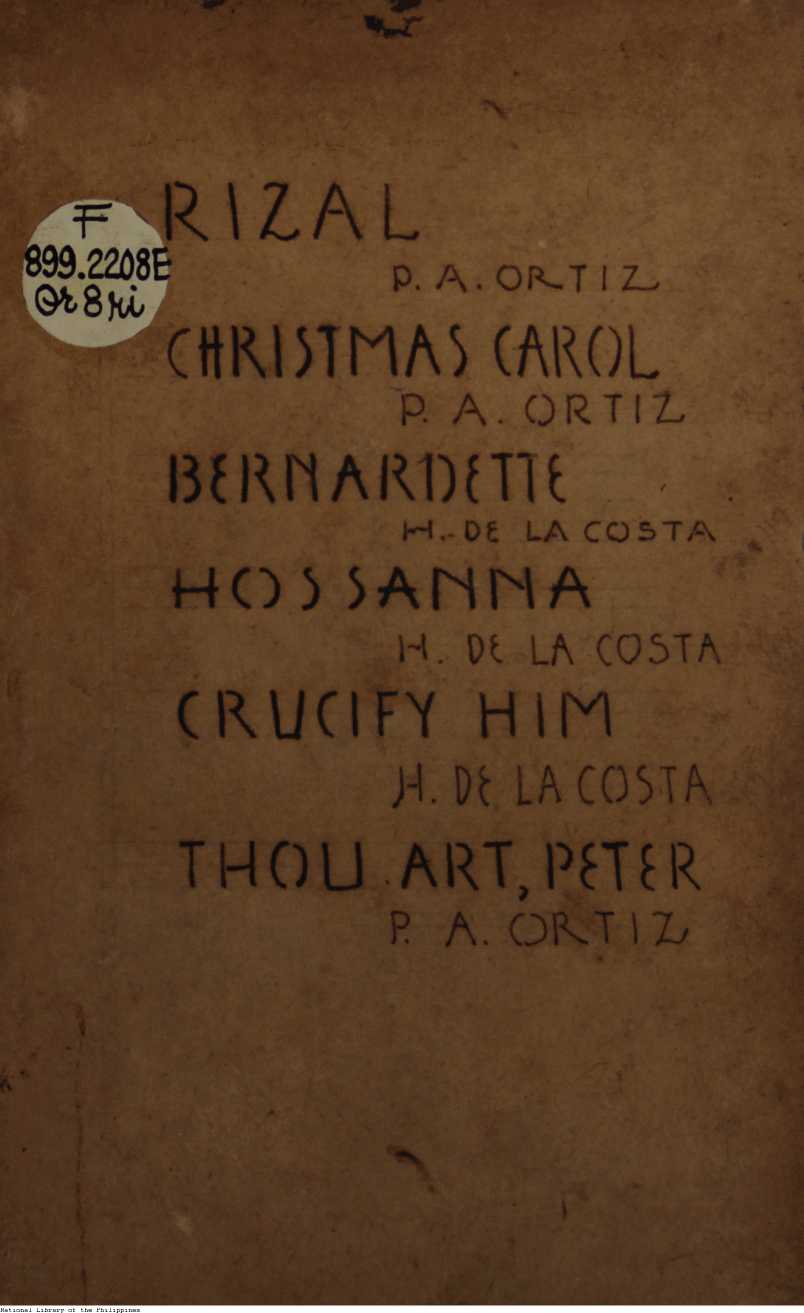 RIZAL
P. A. ORTIZ
F
899.2208E
Or8ri
CHRISTMAS CAROL
P. A. ORTIZ
BERNARDETTE
H. DE LA COSTA
HOSSANNA
H. DE LA COSTA
CRUCIFY HIM
H. DE LA COSTA
THOU ART, PETER
P. A. ORTIZ
National Library of the Philippines